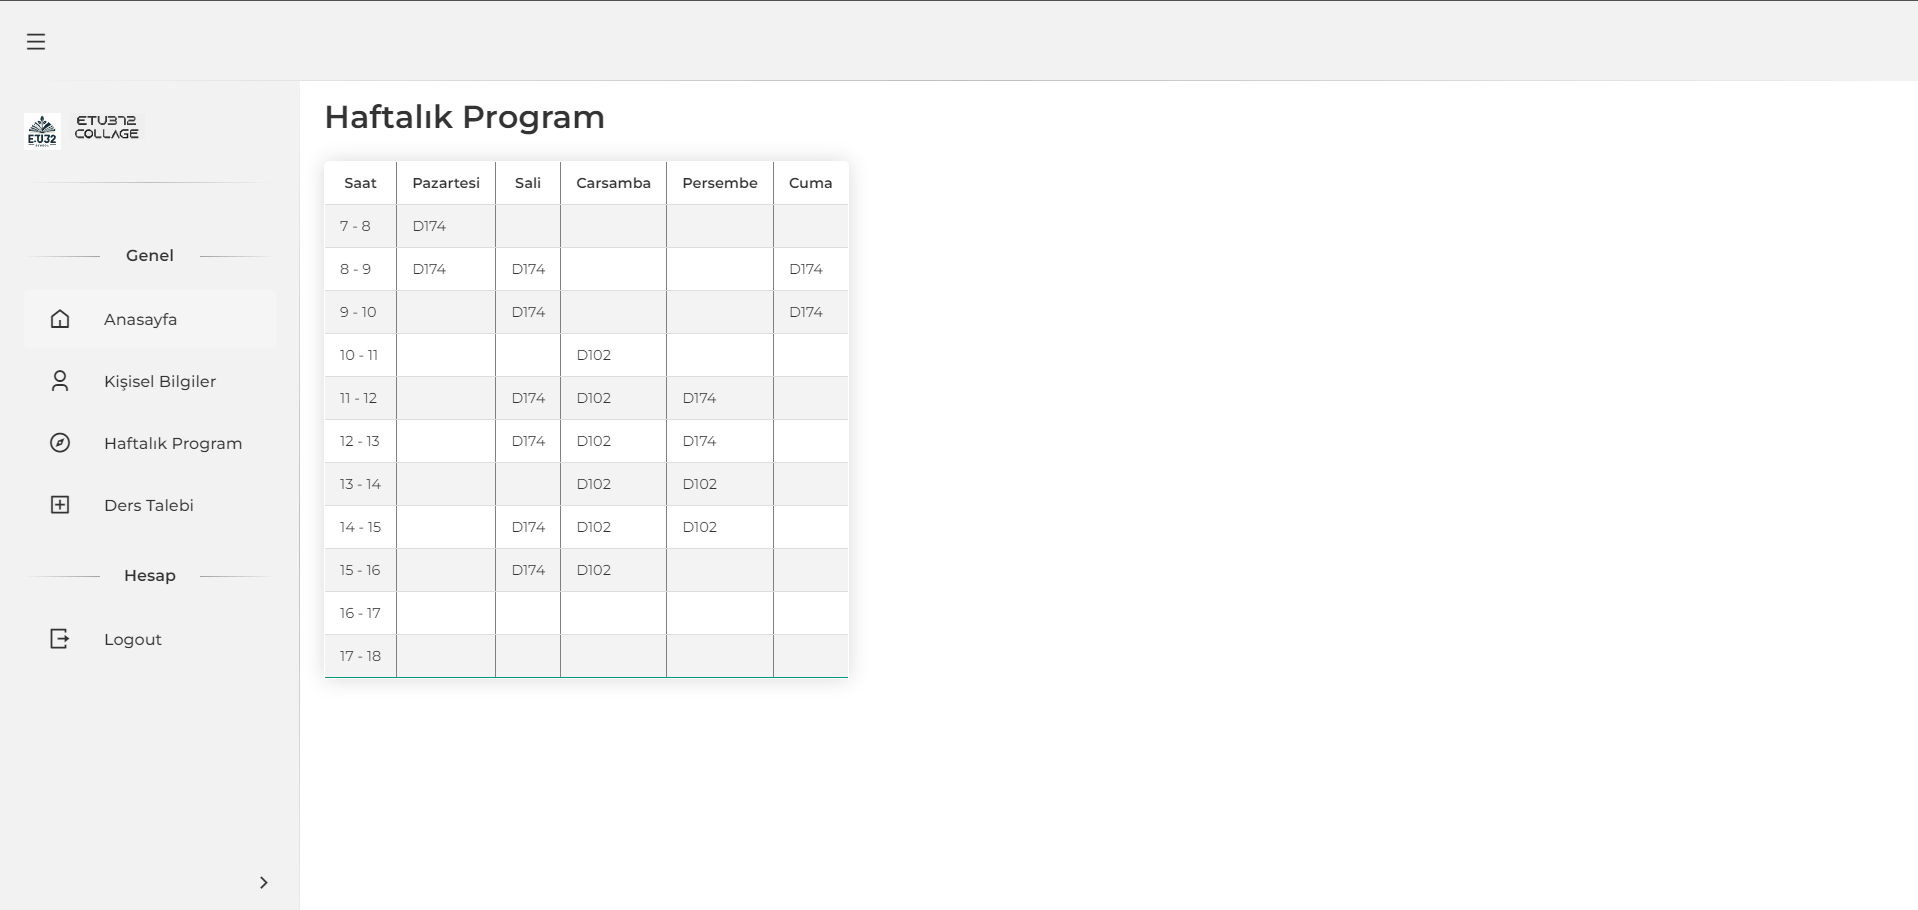 ETU372
COLLAGE
Genel
Anasayfa
Kişisel Bilgiler
Haftalık Program
Ders Talebi
Hesap
Logout
Haftalık Program
Saat Pazartesi Sali Carsamba Persembe Cuma
7 - 8 D174
8 - 9 D174 D174 D174
9 - 10 D174 D174
10 - 11 D102
11 - 12 D174 D102 D174
12 - 13 D174 D102 D174
13 - 14 D102 D102
14 - 15 D174 D102 D102
15 - 16 D174 D102
16 - 17
17 - 18